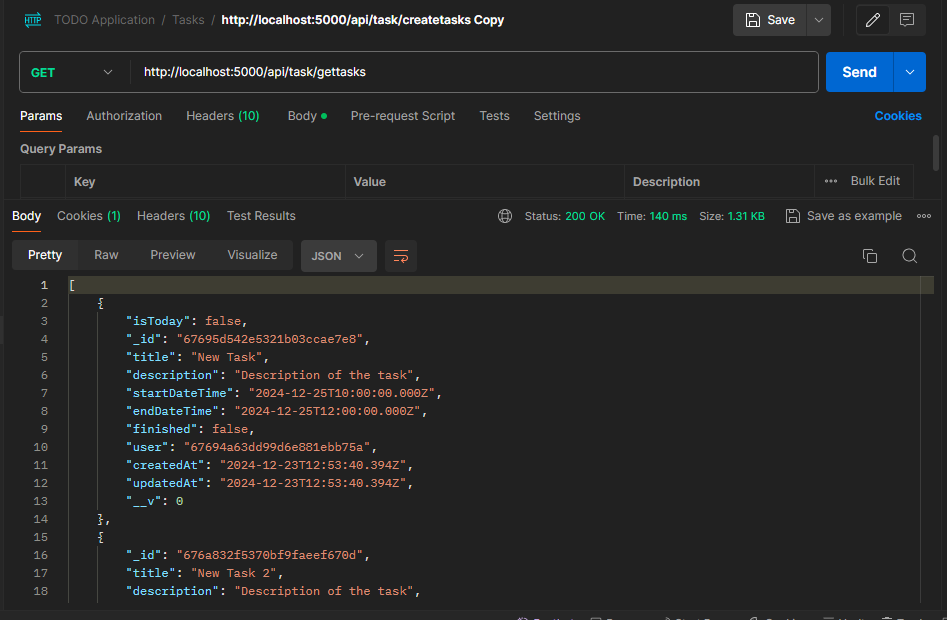 HTTP TODO Application / Tasks / http://localhost:5000/api/task/createtasks Copy Save
GET http://localhost:5000/api/task/gettasks Send
Params Authorization Headers (10) Body Pre-request Script Tests Settings Cookies
Query Params
Key Value Description Bulk Edit
Body Cookies (1) Headers (10) Test Results Status: 200 OK Time: 140 ms Size: 1.31 KB Save as example
Pretty Raw Preview Visualize JSON
1 [
2 {
3 "isToday": false,
4 "_id": "67695d542e5321b03ccae7e8",
5 "title": "New Task",
6 "description": "Description of the task",
7 "startDateTime": "2024-12-25T10:00:00.000Z",
8 "endDateTime": "2024-12-25T12:00:00.000Z",
9 "finished": false,
10 "user": "67694a63dd99d6e881ebb75a",
11 "createdAt": "2024-12-23T12:53:40.394Z",
12 "updatedAt": "2024-12-23T12:53:40.394Z",
13 "__v": 0
14 },
15 {
16 "_id": "676a832f5370bf9faeef670d",
17 "title": "New Task 2",
18 "description": "Description of the task",